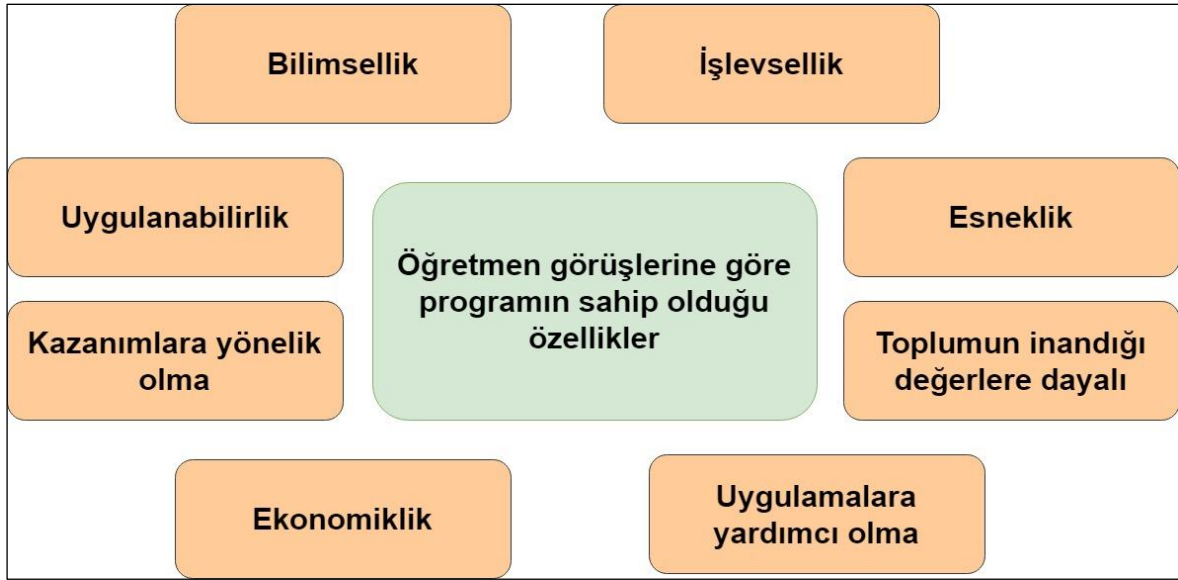 Bilimsellik
İşlevsellik
Uygulanabilirlik
Esneklik
Öğretmen görüşlerine göre
programın sahip olduğu
özellikler
Kazanımlara yönelik
olma
Toplumun inandığı
değerlere dayalı
Ekonomiklik
Uygulamalara
yardımcı olma